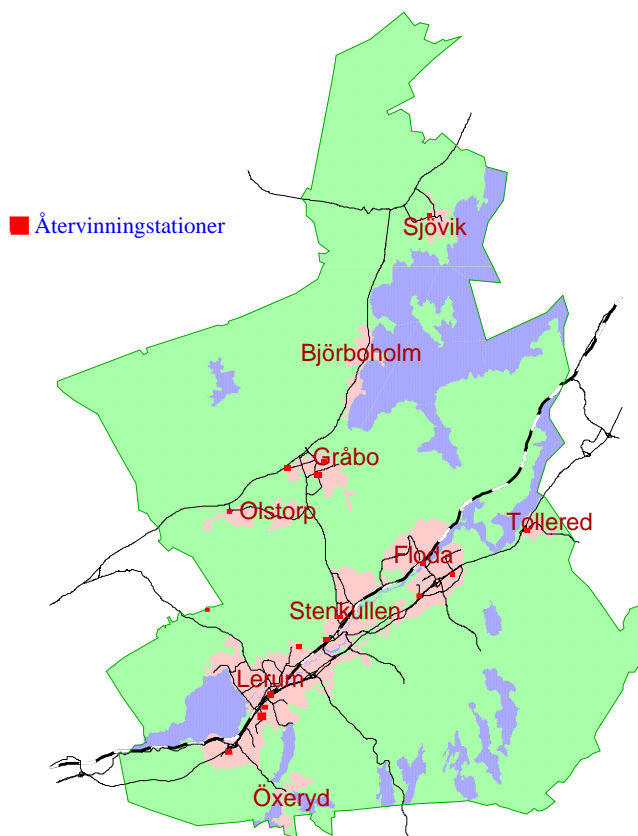 Sjövik
Återvinningstationer
Björboholm
Gråbo
Olstorp
Tollered
Floda
Stenkullen
Lerum
Öxeryd